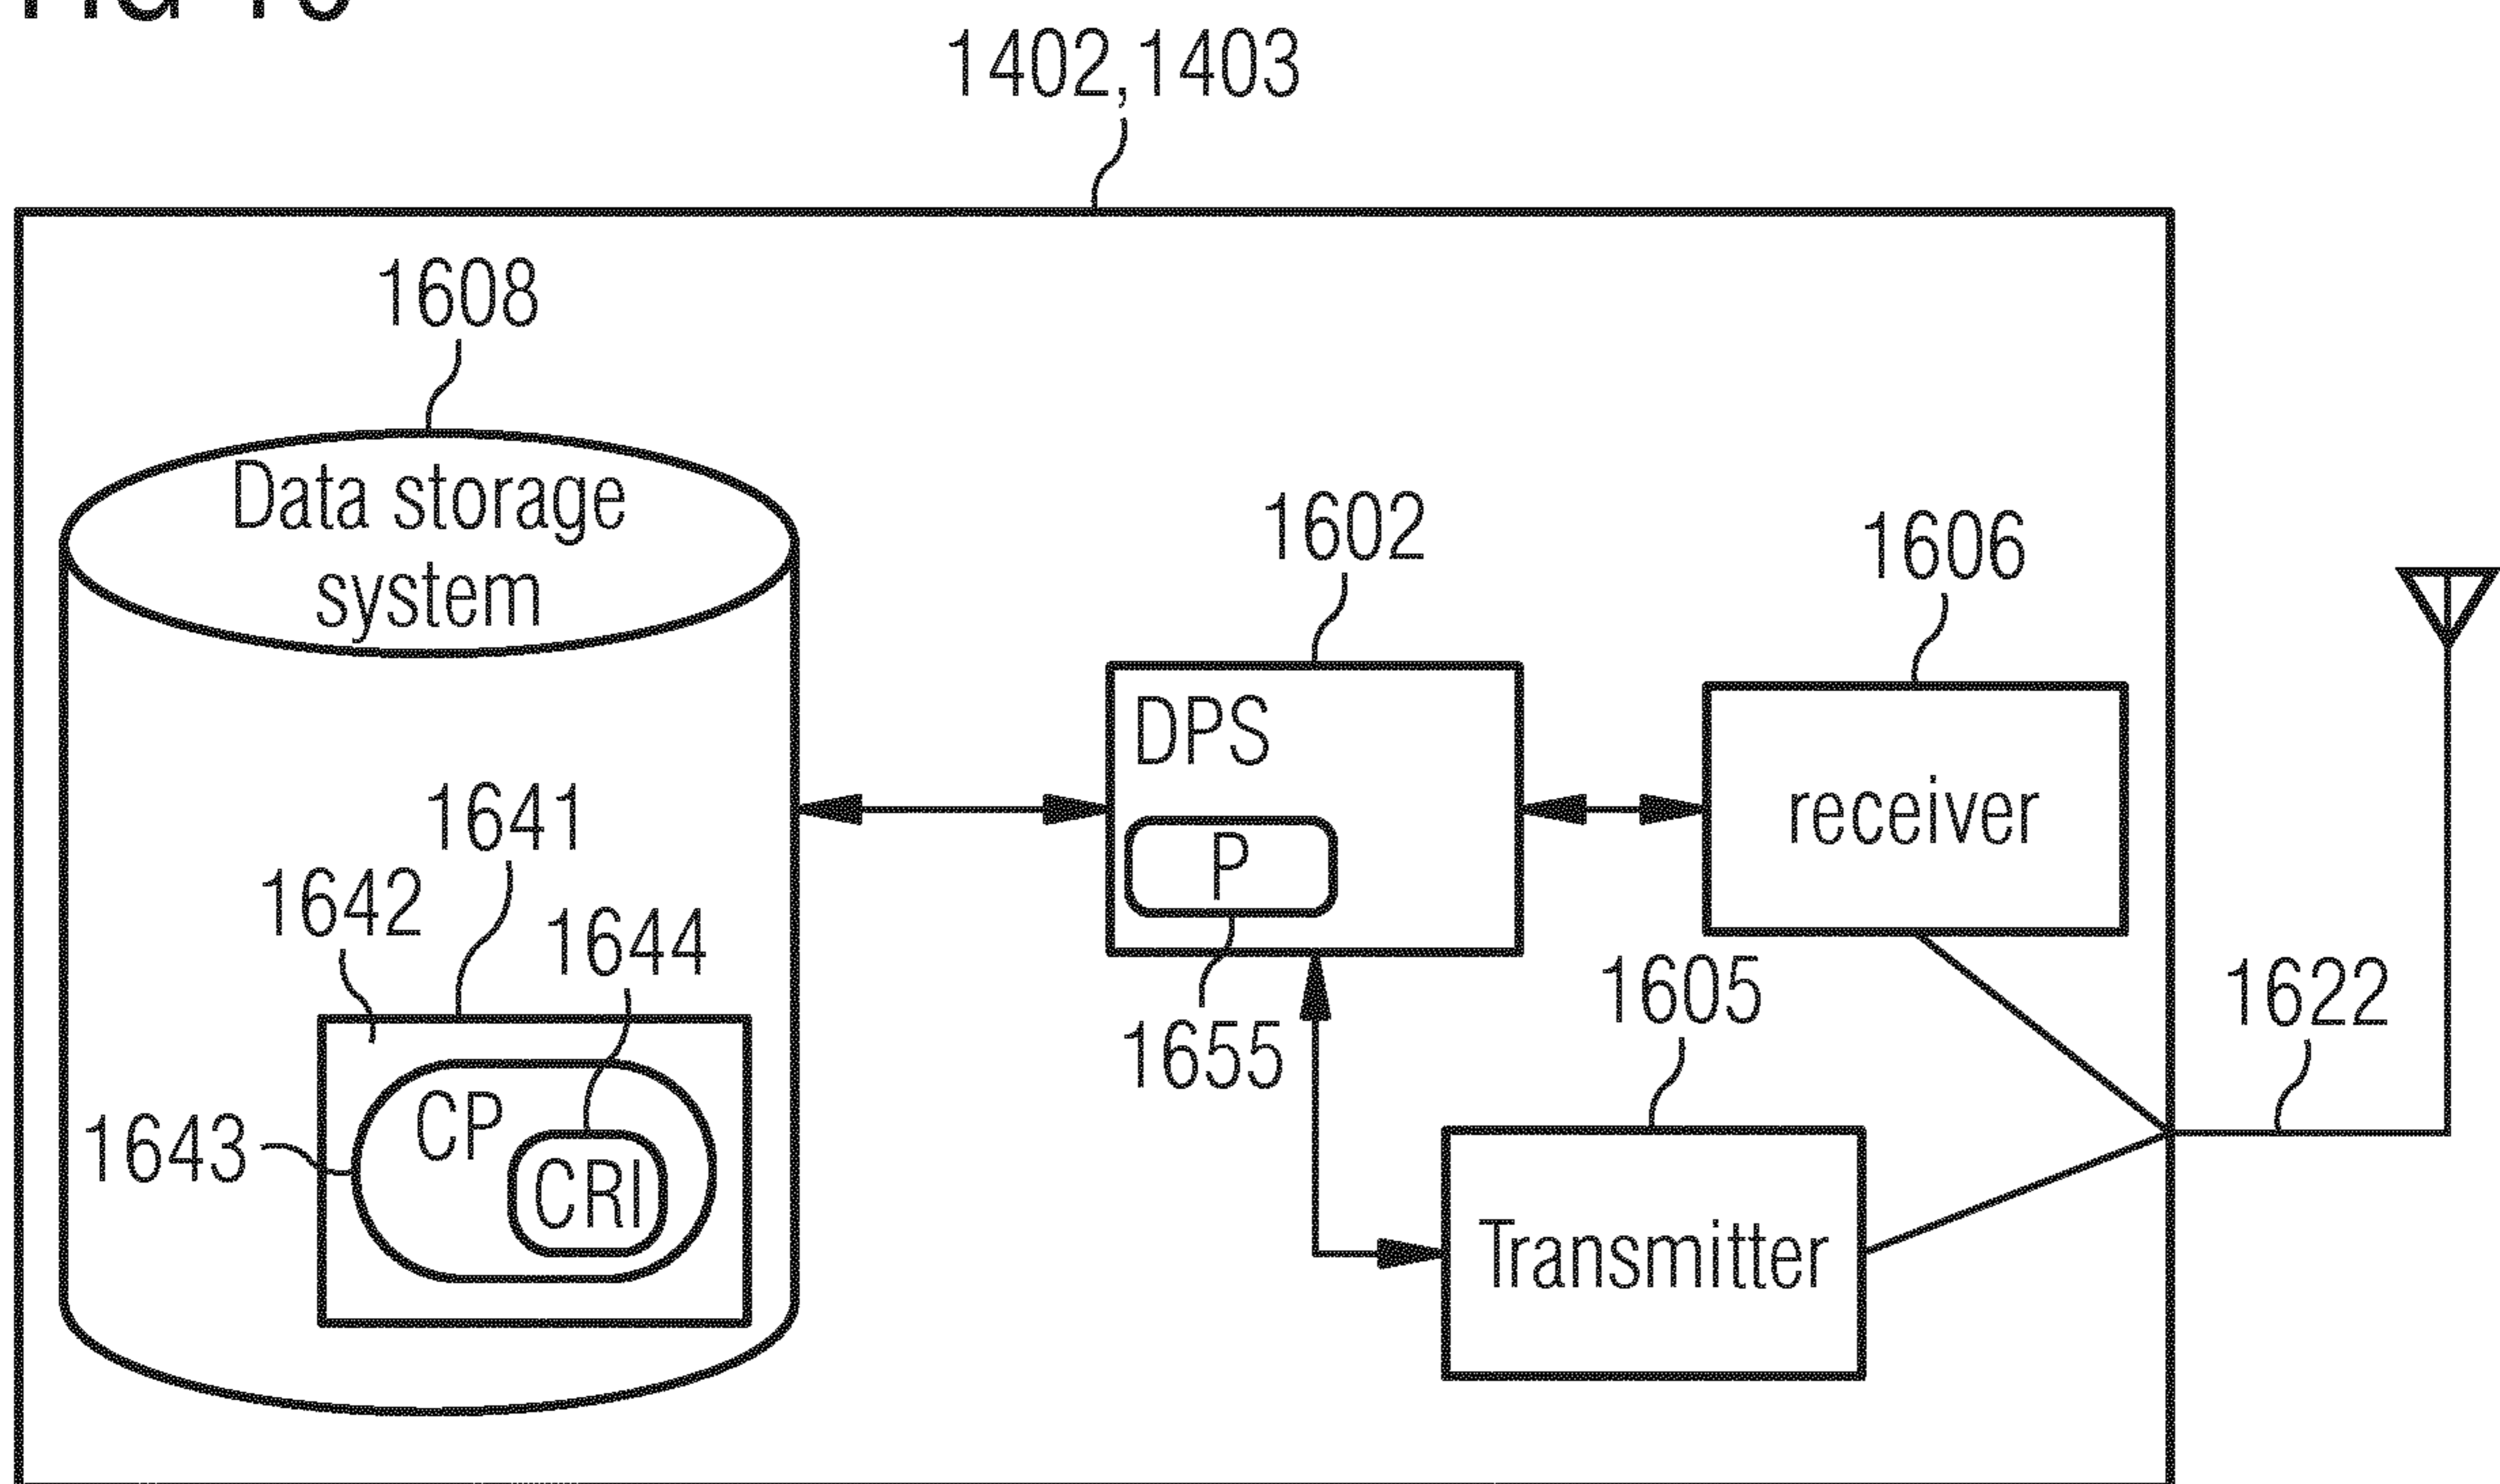 1402,1403
1608
Data storage
system
1602
1606
DPS
P
receiver
1641
1642
1644
1655
1605
1622
1643
CP
CRI
Transmitter